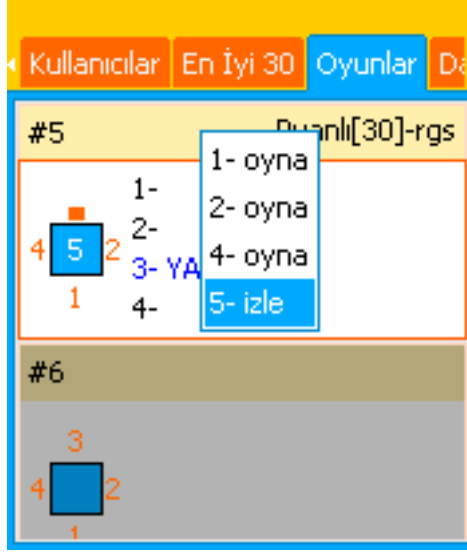 Kullanıcılar En İyi 30 Oyunlar
#5
1- oyna
2- oyna
4- oyna
5- izle
1-
2-
3-
4-
4 5 2
1
#6
3
4 2
1